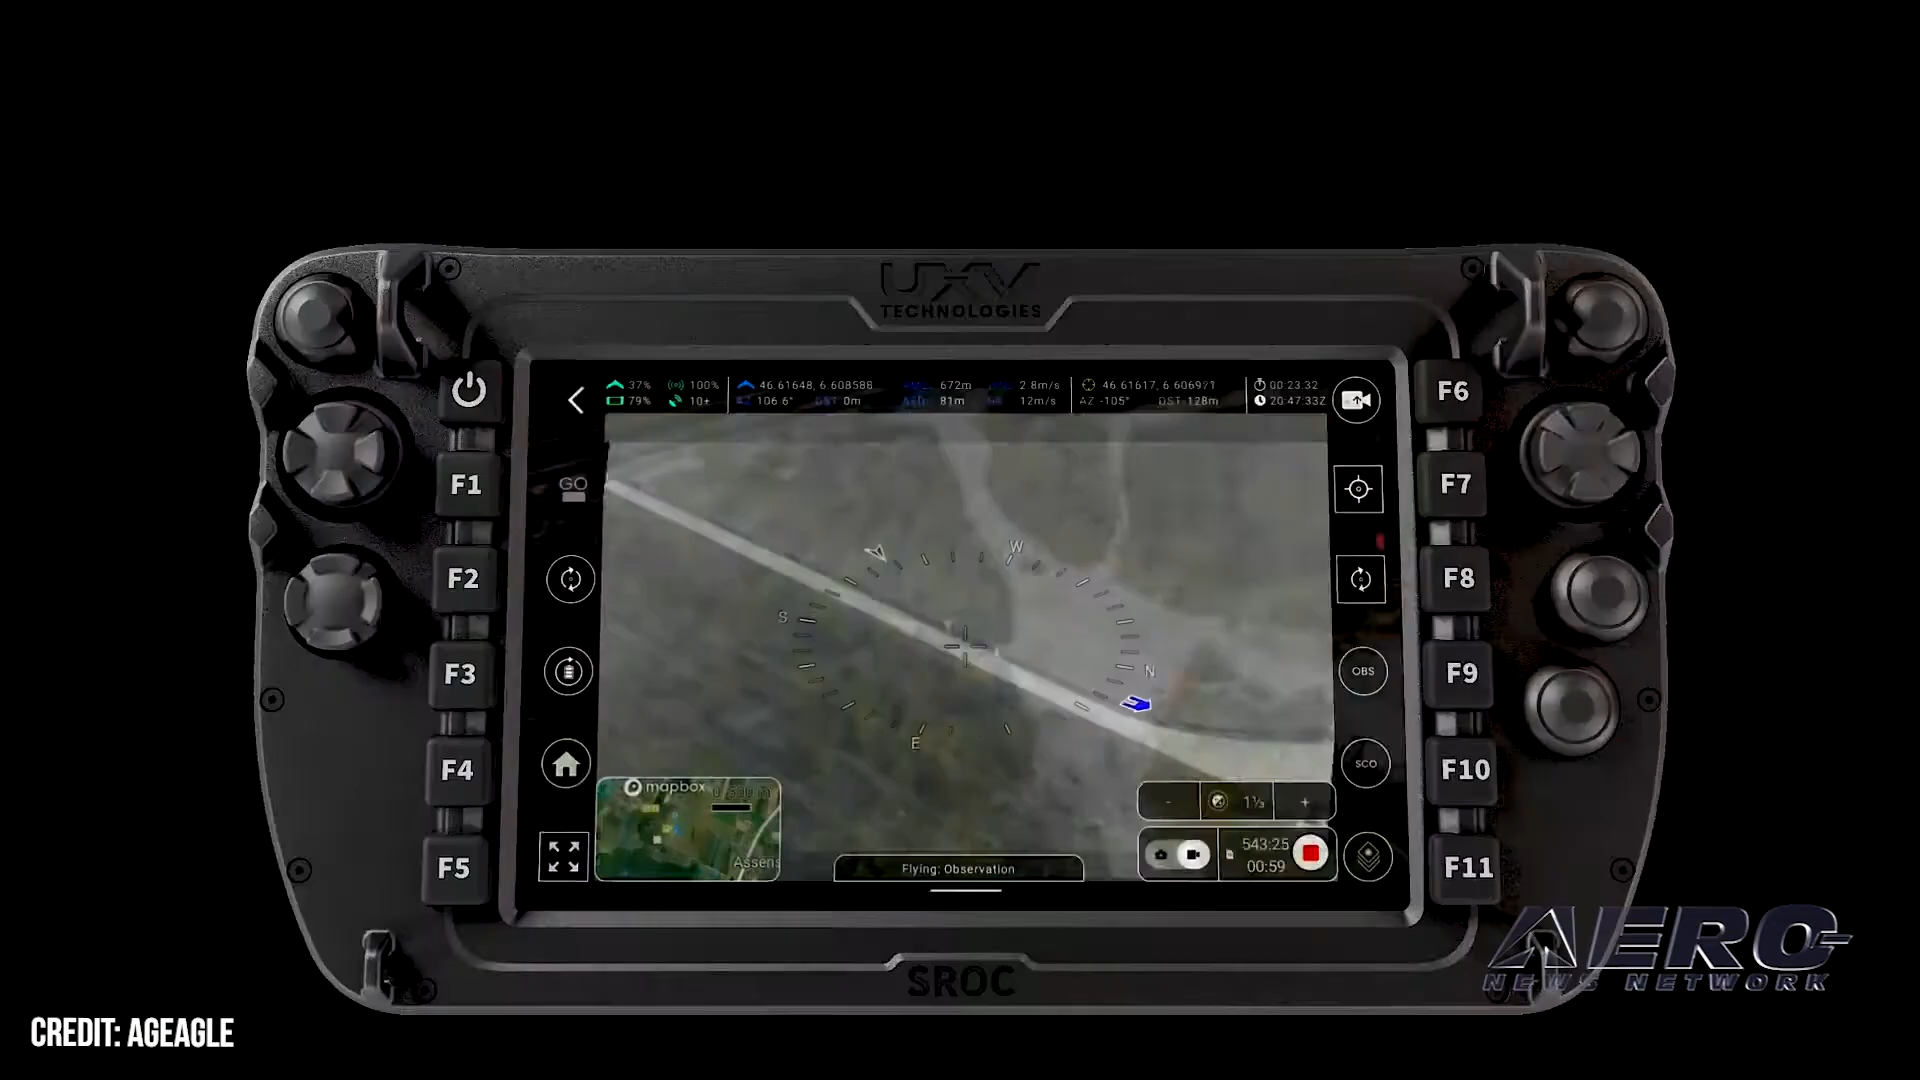 UXV
TECHNOLOGIES
37% 100% 46.61648, 6.608588 672m 2.8m/s 46.61617, 6.606971 00:23:32
79% 10+ 106.6° DST 0m 81m 12m/s AZ -105° DST 128m 20:47:33Z
F6
GO
F1
F7
W
F2
F8
S
N
OBS
F3
F9
E
SCO
F4
F10
mapbox
- 1⅓ +
543:25
00:59
Assens
Flying: Observation
F5
F11
SROC
AERO
NEWS NETWORK
CREDIT: AGEAGLE